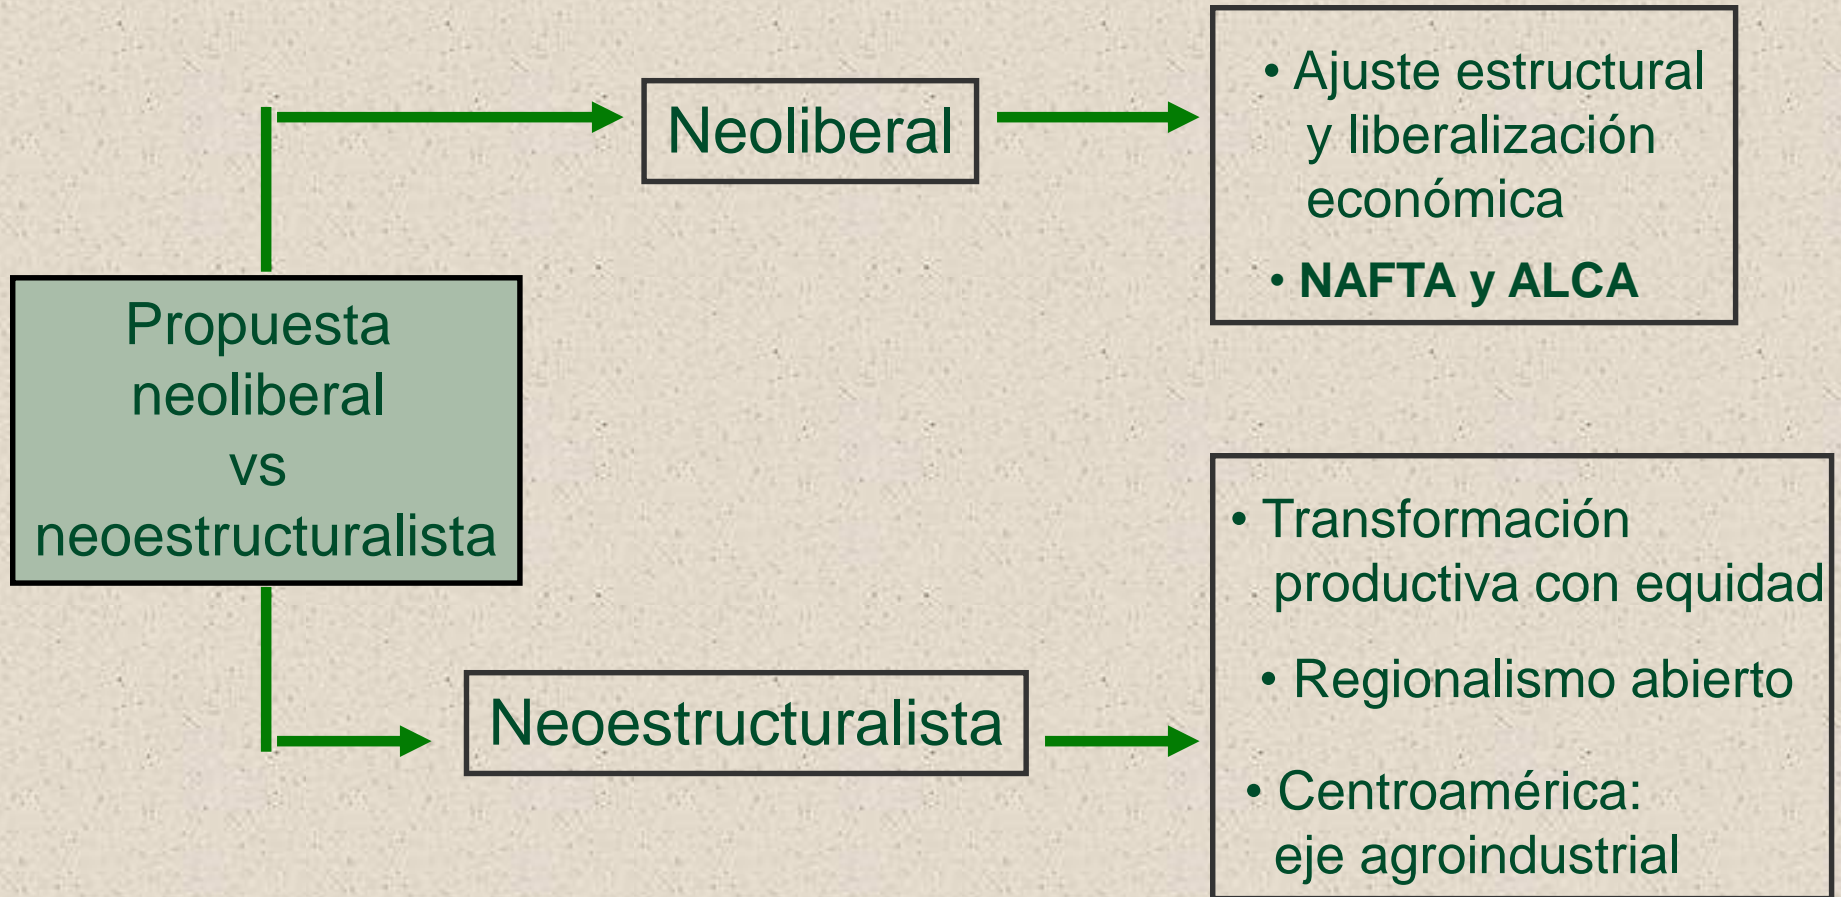 Propuesta
neoliberal
vs
neoestructuralista
Neoliberal
• Ajuste estructural
y liberalización
económica
• NAFTA y ALCA
Neoestructuralista
• Transformación
productiva con equidad
• Regionalismo abierto
• Centroamérica:
eje agroindustrial